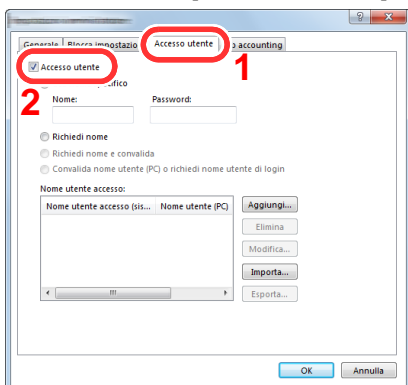 Generale Blocca impostazio Accesso utente accounting
1
Accesso utente
2
Nome: Password:
Richiedi nome
Richiedi nome e convalida
Convalida nome utente (PC) o richiedi nome utente di login
Nome utente accesso:
Nome utente accesso (sis... Nome utente (PC) Aggiungi...
Elimina
Modifica...
Importa...
Esporta...
OK Annulla